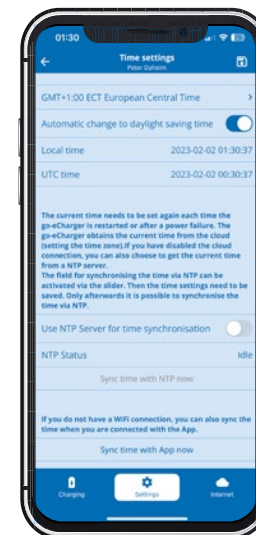 01:30
Time settings
Peter Daheim
GMT+1:00 ECT European Central Time
Automatic change to daylight saving time
Local time 2023-02-02 01:30:37
UTC time 2023-02-02 00:30:37
The current time needs to be set again each time the
go-eCharger is restarted or after a power failure. The
go-eCharger obtains the current time from the cloud
(setting the time zone).If you have disabled the cloud
connection, you can also choose to get the current time
from a NTP server.
The field for synchronising the time via NTP can be
activated via the slider. Then the time settings need to be
saved. Only afterwards it is possible to synchronise the
time via NTP.
Use NTP Server for time synchronisation
NTP Status Idle
Sync time with NTP now
If you do not have a WiFi connection, you can also sync the
time when you are connected with the App.
Sync time with App now
Charging Settings Internet